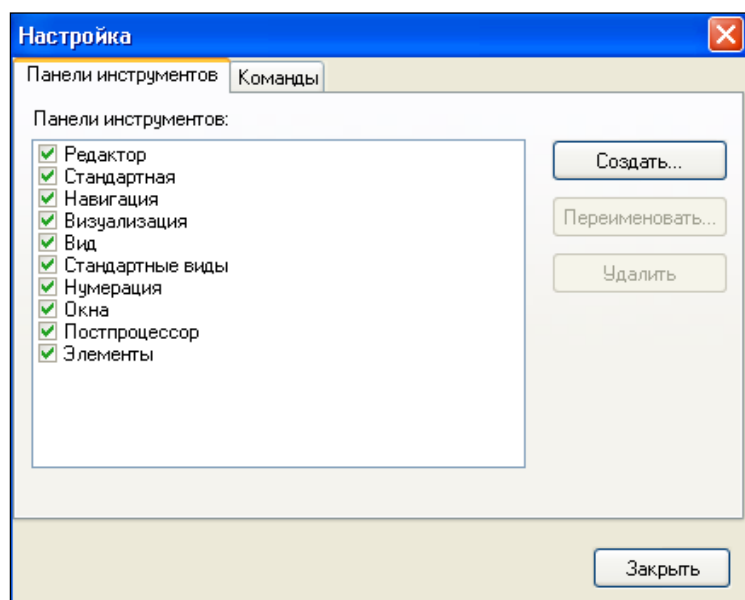 Настройка
Панели инструментов Команды
Панели инструментов:
Редактор
Стандартная
Навигация
Визуализация
Вид
Стандартные виды
Нумерация
Окна
Постпроцессор
Элементы
Создать...
Переименовать...
Удалить
Закрыть